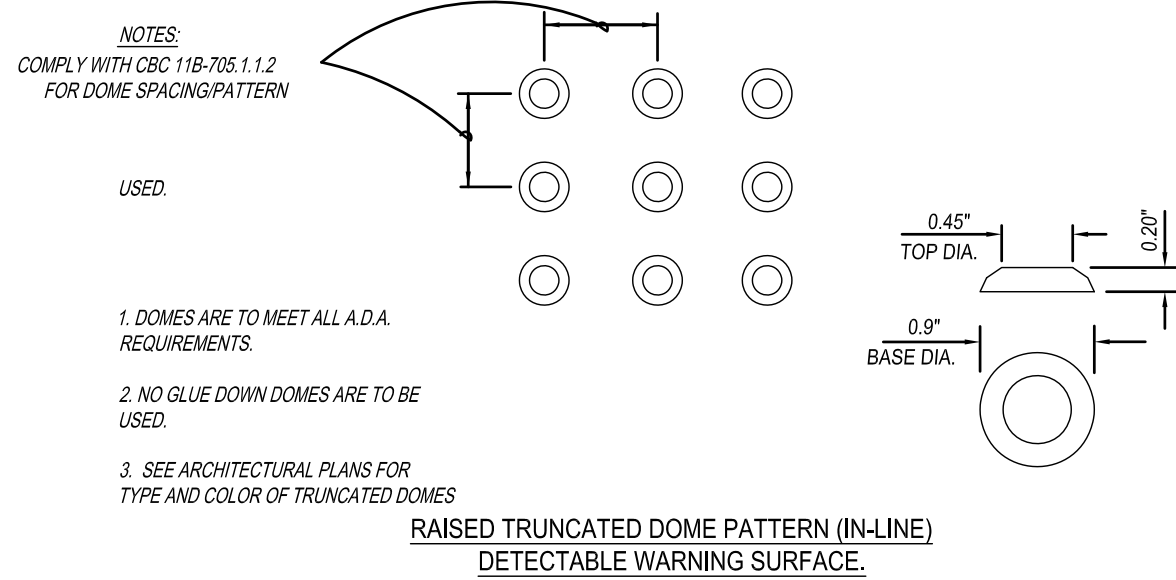 NOTES:
COMPLY WITH CBC 11B-705.1.1.2
FOR DOME SPACING/PATTERN
USED.
1. DOMES ARE TO MEET ALL A.D.A.
REQUIREMENTS.
2. NO GLUE DOWN DOMES ARE TO BE
USED.
3. SEE ARCHITECTURAL PLANS FOR
TYPE AND COLOR OF TRUNCATED DOMES
0.45"
TOP DIA.
0.20"
0.9"
BASE DIA.
RAISED TRUNCATED DOME PATTERN (IN-LINE)
DETECTABLE WARNING SURFACE.